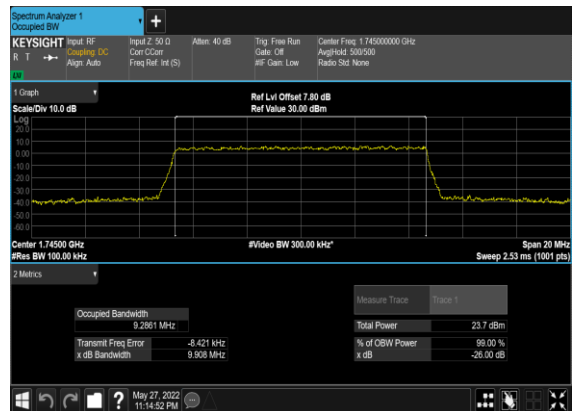 Spectrum Analyzer 1
Occupied BW
KEYSIGHT Input: RF Input Z: 50 Ω Atten: 40 dB Trig: Free Run Center Freq: 1.745000000 GHz
Coupling: DC Corr CCorr Gate: Off Avg|Hold: 500/500
R T Align: Auto Freq Ref: Int (S) #IF Gain: Low Radio Std: None
1 Graph
Ref Lvl Offset 7.80 dB
Scale/Div 10.0 dB Ref Value 30.00 dBm
Log
20.0
10.0
0.00
-10.0
-20.0
-30.0
-40.0
-50.0
-60.0
Center 1.74500 GHz #Video BW 300.00 kHz* Span 20 MHz
#Res BW 100.00 kHz Sweep 2.53 ms (1001 pts)
2 Metrics
Measure Trace Trace 1
Occupied Bandwidth
9.2861 MHz Total Power 23.7 dBm
Transmit Freq Error -8.421 kHz % of OBW Power 99.00 %
x dB Bandwidth 9.908 MHz x dB -26.00 dB
May 27, 2022
11:14:52 PM